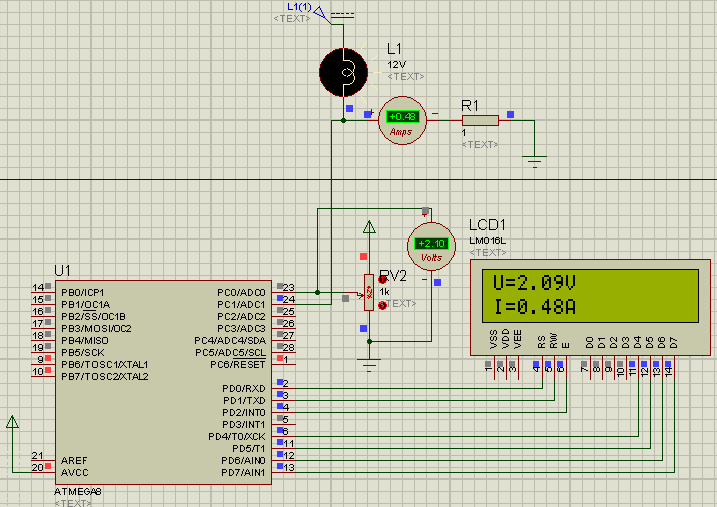 L1(1)
<TEXT>
L1
12V
<TEXT>
+0.48
Amps
R1
1
<TEXT>
+2.10
Volts
RV2
1k
<TEXT>
LCD1
LM016L
U=2.09V
I=0.48A
VSS
VDD
VEE
RS
RW
E
D0
D1
D2
D3
D4
D5
D6
D7
1
2
3
4
5
6
7
8
9
10
11
12
13
14
U1
14 PB0/ICP1 PC0/ADC0 23
15 PB1/OC1A PC1/ADC1 24
16 PB2/SS/OC1B PC2/ADC2 25
17 PB3/MOSI/OC2 PC3/ADC3 26
18 PB4/MISO PC4/ADC4/SDA 27
19 PB5/SCK PC5/ADC5/SCL 28
9 PB6/TOSC1/XTAL1 PC6/RESET 1
10 PB7/TOSC2/XTAL2
PD0/RXD 2
PD1/TXD 3
PD2/INT0 4
PD3/INT1 5
PD4/T0/XCK 6
PD5/T1 11
21 AREF PD6/AIN0 12
20 AVCC PD7/AIN1 13
ATMEGA8
<TEXT>